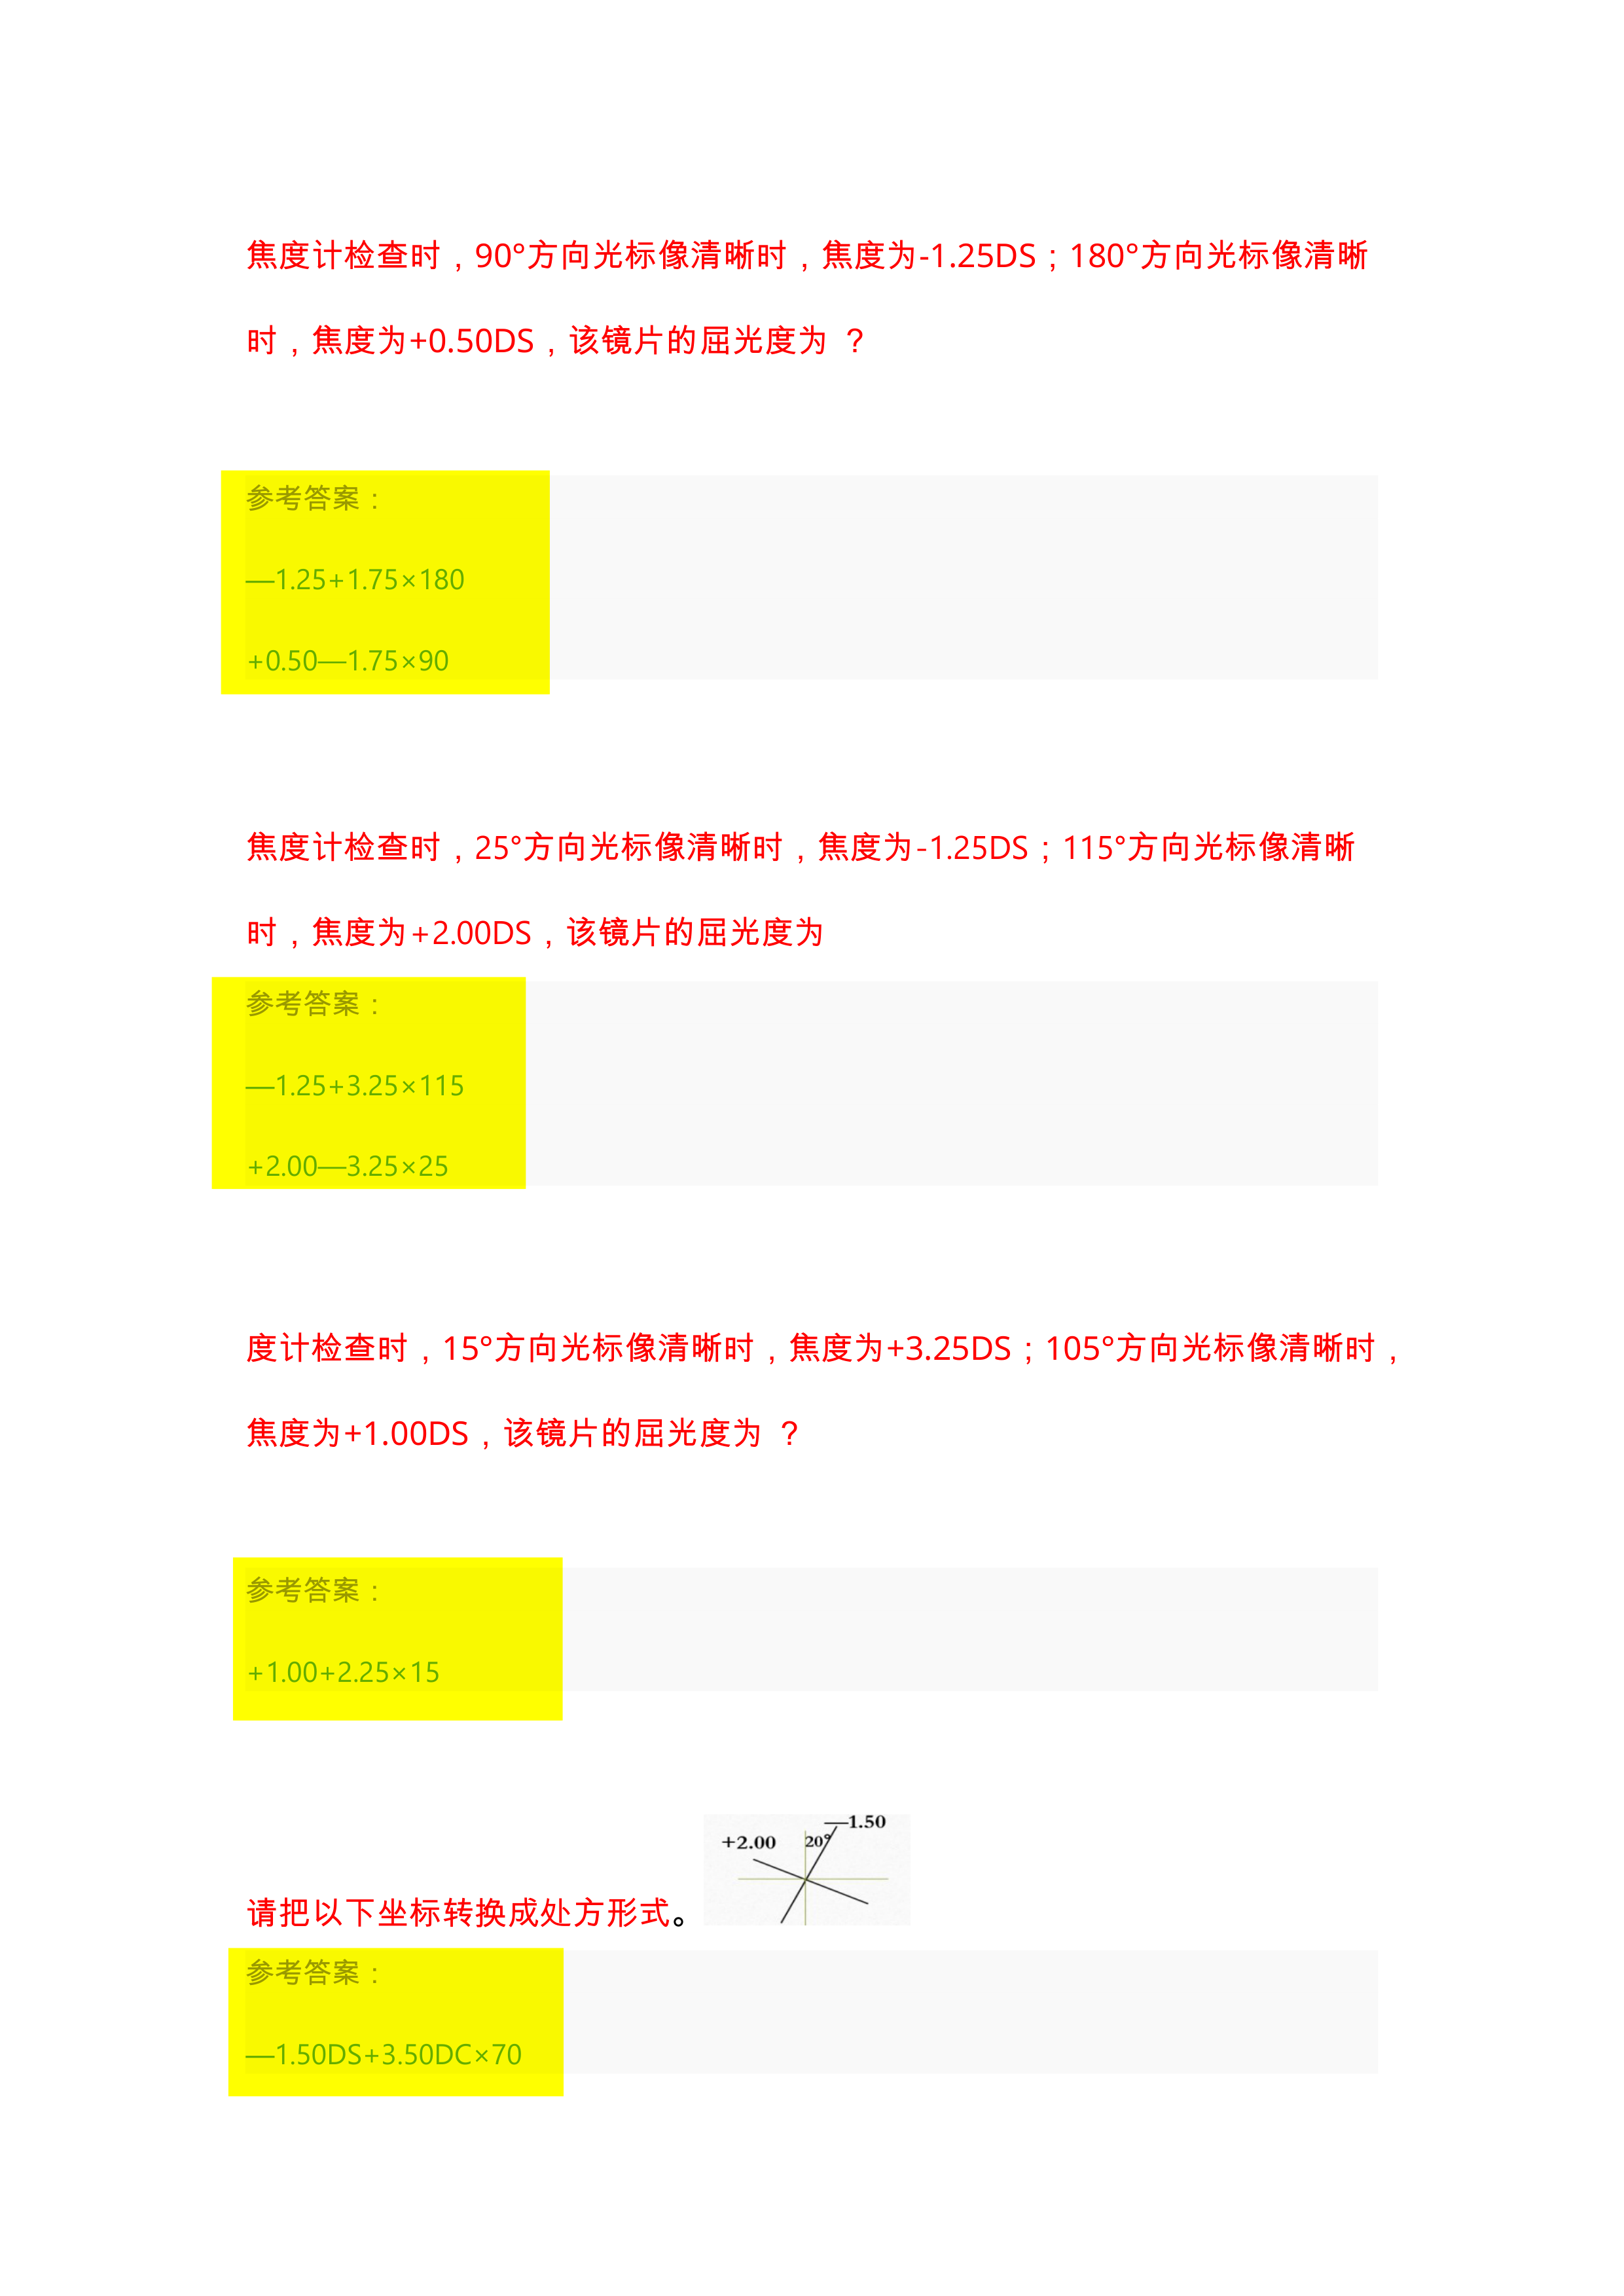 焦度计检查时，90°方向光标像清晰时，焦度为-1.25DS；180°方向光标像清晰
时，焦度为+0.50DS，该镜片的屈光度为 ？
参考答案：
—1.25+1.75×180
+0.50—1.75×90
焦度计检查时，25°方向光标像清晰时，焦度为-1.25DS；115°方向光标像清晰
时，焦度为+2.00DS，该镜片的屈光度为
参考答案：
—1.25+3.25×115
+2.00—3.25×25
度计检查时，15°方向光标像清晰时，焦度为+3.25DS；105°方向光标像清晰时，
焦度为+1.00DS，该镜片的屈光度为 ？
参考答案：
+1.00+2.25×15
—1.50
+2.00
20°
请把以下坐标转换成处方形式。
参考答案：
—1.50DS+3.50DC×70